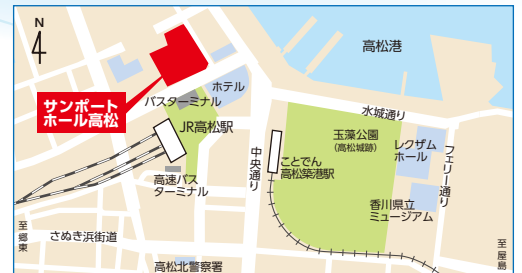 N
高松港
サンポート
ホール高松
ホテル
バスターミナル
JR高松駅
水城通り
玉藻公園
(高松城跡)
レクザム
ホール
中央通り
ことでん
高松築港駅
フェリー通り
高速バス
ターミナル
香川県立
ミュージアム
至郷東
さぬき浜街道
至屋島
高松北警察署